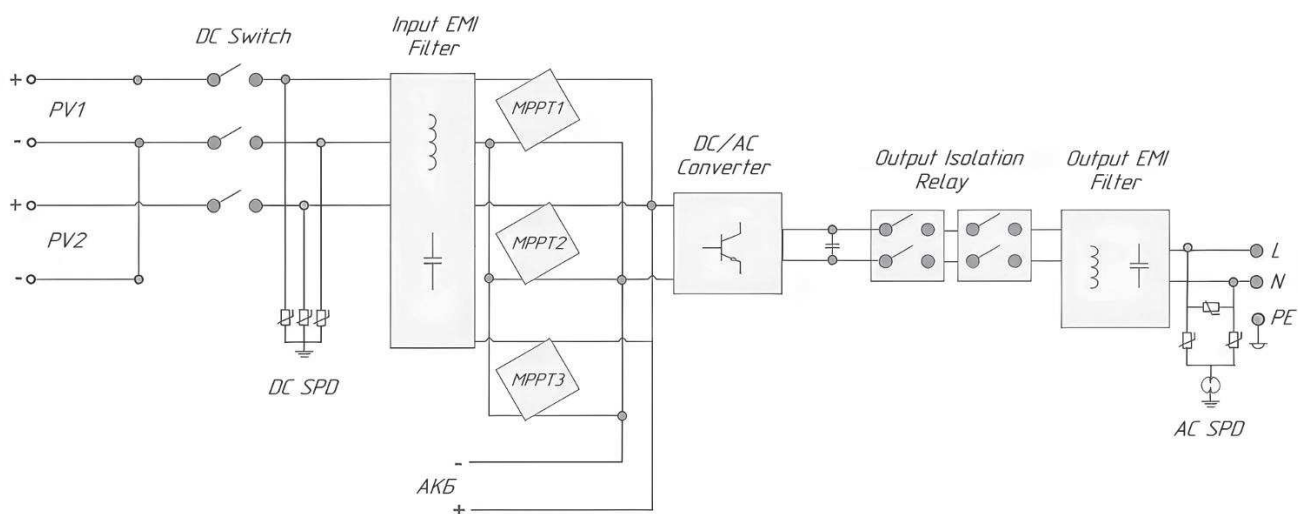 DC Switch
Input EMI
Filter
+
PV1
-
+
PV2
-
DC SPD
MPPT1
MPPT2
MPPT3
-
АКБ
+
DC/AC
Converter
Output Isolation
Relay
Output EMI
Filter
L
N
PE
AC SPD